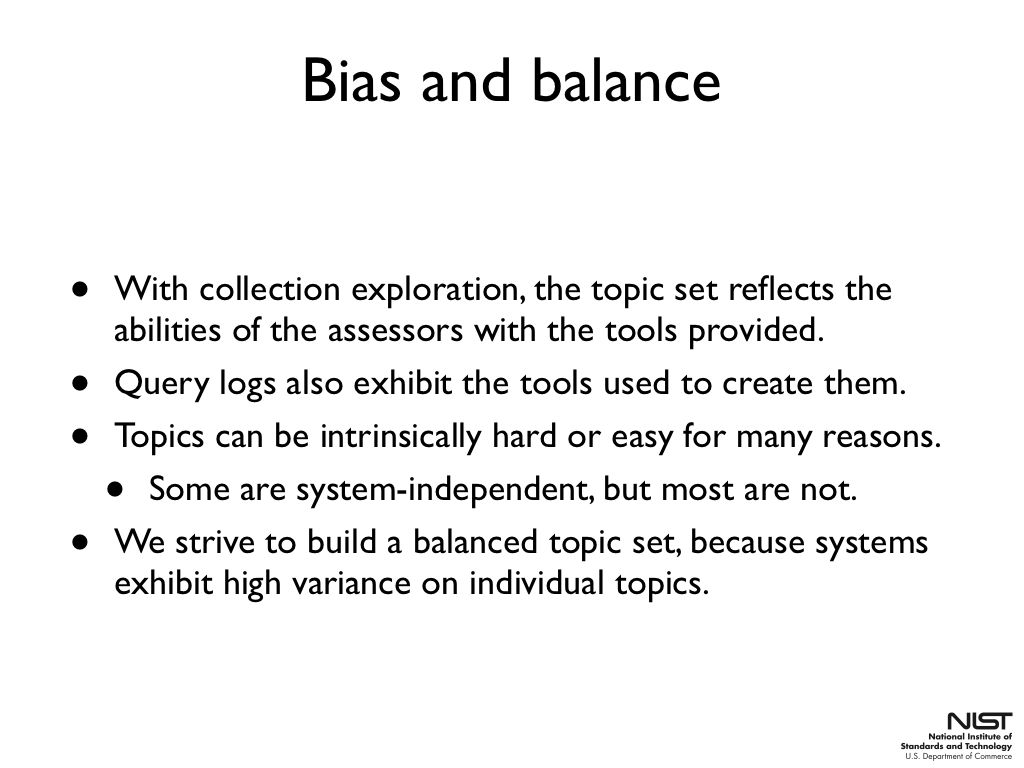 Bias and balance
• With collection exploration, the topic set reflects the
abilities of the assessors with the tools provided.
• Query logs also exhibit the tools used to create them.
• Topics can be intrinsically hard or easy for many reasons.
• Some are system-independent, but most are not.
• We strive to build a balanced topic set, because systems
exhibit high variance on individual topics.
NIST
National Institute of
Standards and Technology
U.S. Department of Commerce